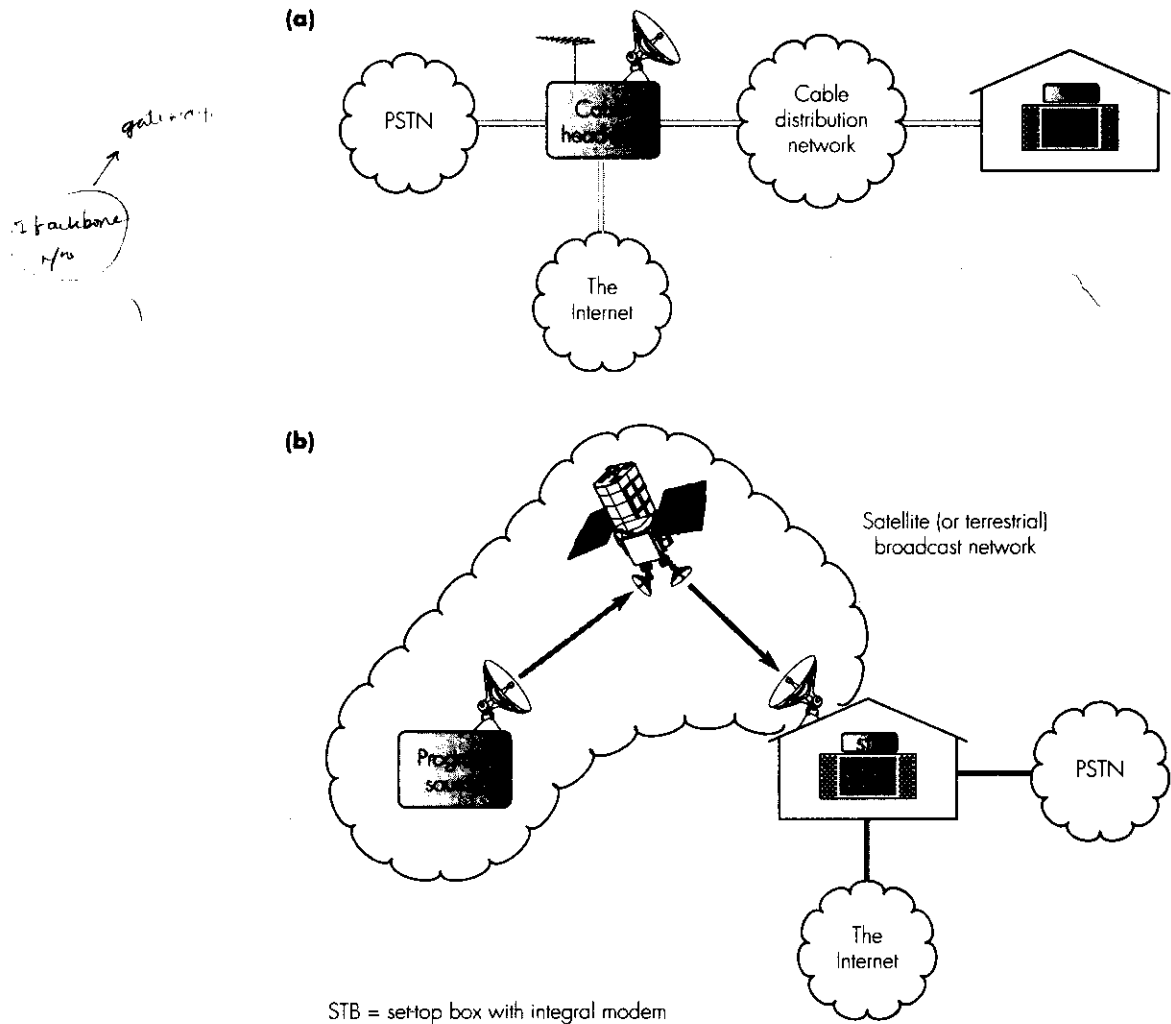 (a)
PSTN
Cable
distribution
network
The
Internet
backbone
(b)
Satellite (or terrestrial)
broadcast network
PSTN
The
Internet
STB = set-top box with integral modem